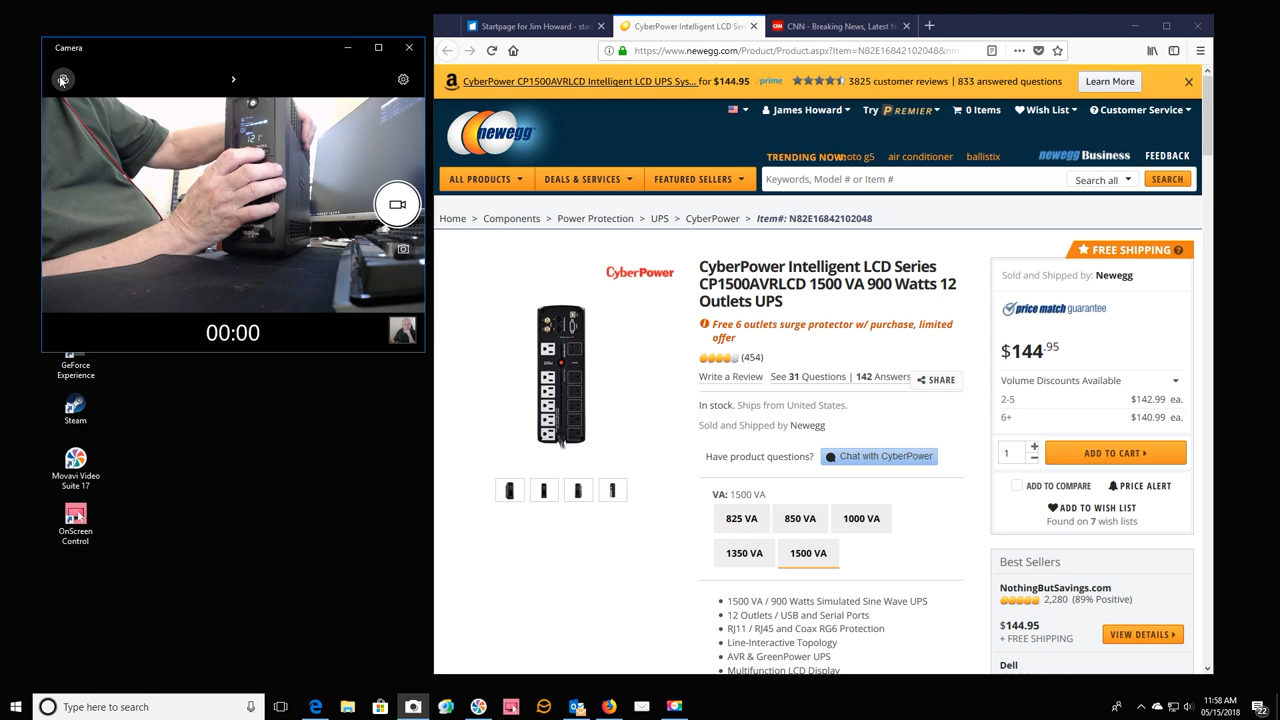 Startpage for Jim Howard - star
CyberPower Intelligent LCD Se
CNN - Breaking News, Latest N
Camera
https://www.newegg.com/Product/Product.aspx?Item=N82E16842102048&nm
CyberPower CP1500AVRLCD Intelligent LCD UPS Sys... for $144.95 prime 3825 customer reviews | 833 answered questions Learn More
James Howard Try PREMIER 0 Items Wish List Customer Service
newegg
TRENDING NOW: moto g5 air conditioner ballistix newegg Business FEEDBACK
ALL PRODUCTS DEALS & SERVICES FEATURED SELLERS Keywords, Model # or Item # Search all SEARCH
Home > Components > Power Protection > UPS > CyberPower > Item#: N82E16842102048
121
1500
00:00
CyberPower
CyberPower Intelligent LCD Series
CP1500AVRLCD 1500 VA 900 Watts 12
Outlets UPS
Free 6 outlets surge protector w/ purchase, limited
offer
(454)
Write a Review See 31 Questions | 142 Answers SHARE
In stock. Ships from United States.
Sold and Shipped by Newegg
Have product questions? Chat with CyberPower
VA: 1500 VA
825 VA 850 VA 1000 VA
1350 VA 1500 VA
• 1500 VA / 900 Watts Simulated Sine Wave UPS
• 12 Outlets / USB and Serial Ports
• RJ11 / RJ45 and Coax RG6 Protection
• Line-Interactive Topology
• AVR & GreenPower UPS
• Multifunction LCD Display
FREE SHIPPING
Sold and Shipped by: Newegg
price match guarantee
$144.95
Volume Discounts Available
2-5 $142.99 ea.
6+ $140.99 ea.
1 ADD TO CART
ADD TO COMPARE PRICE ALERT
ADD TO WISH LIST
Found on 7 wish lists
Best Sellers
NothingButSavings.com
2,280 (89% Positive)
$144.95
+ FREE SHIPPING VIEW DETAILS
Dell
GeForce
Experience
Steam
Movavi Video
Suite 17
OnScreen
Control
Type here to search
11:58 AM
05/15/2018
22